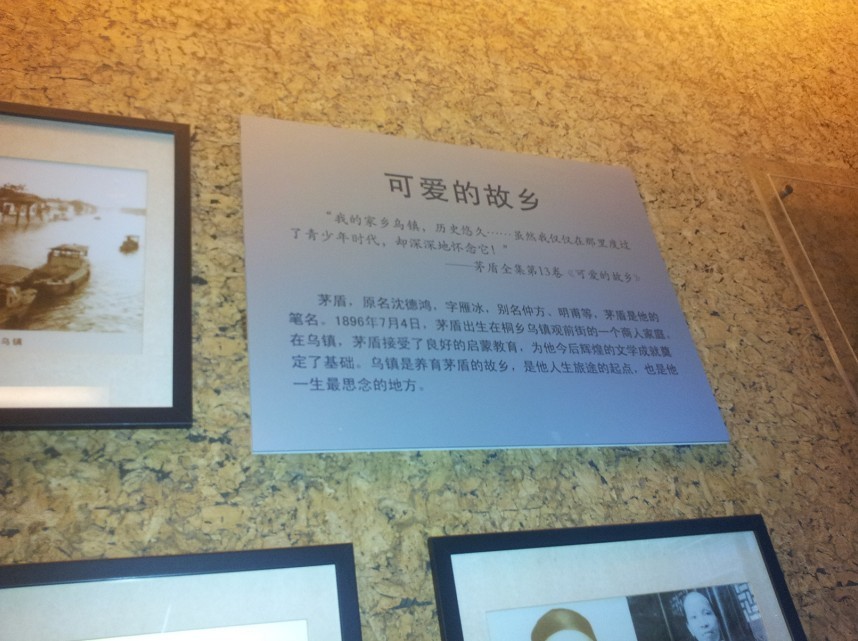 可爱的故乡
“我的家乡乌镇，历史悠久……虽然我仅仅在那里度过
了青少年时代，却深深地怀念它！”
——茅盾全集第13卷《可爱的故乡》
茅盾，原名沈德鸿，字雁冰，别名仲方、明甫等，茅盾是他的
笔名。1896年7月4日，茅盾出生在桐乡乌镇观前街的一个商人家庭。
在乌镇，茅盾接受了良好的启蒙教育，为他今后辉煌的文学成就奠
定了基础。乌镇是养育茅盾的故乡，是他人生旅途的起点，也是他
一生最思念的地方。
乌镇